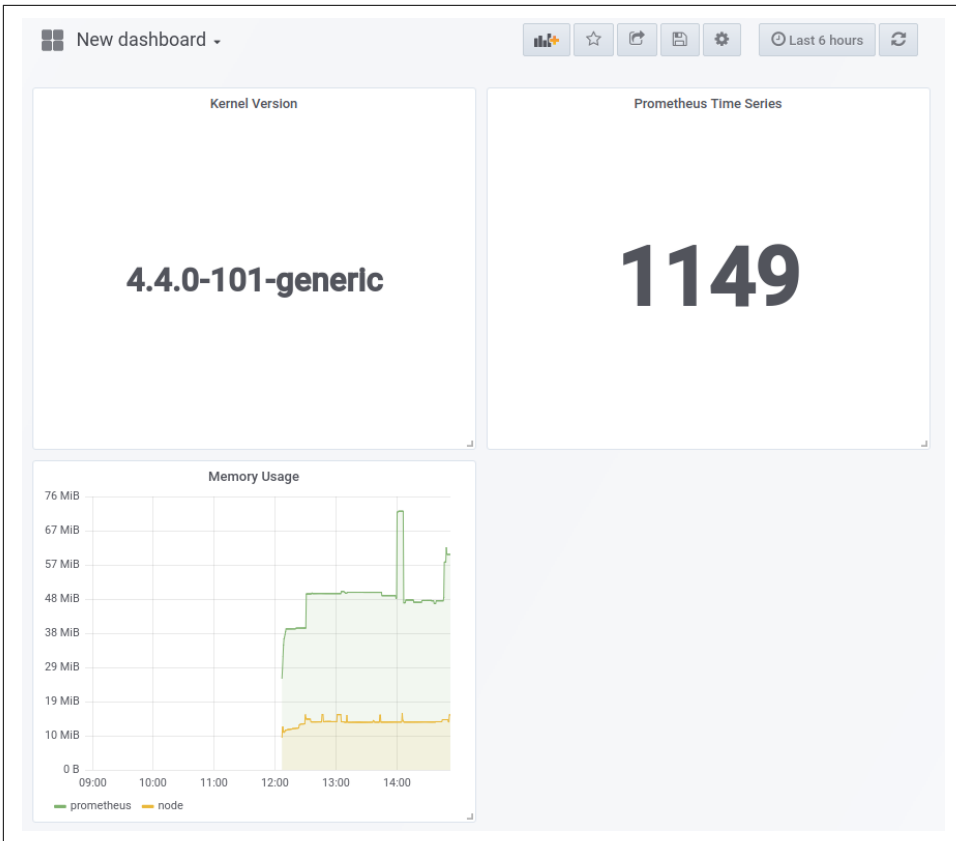 New dashboard
Last 6 hours
Kernel Version
4.4.0-101-generic
Prometheus Time Series
1149
Memory Usage
76 MiB
67 MiB
57 MiB
48 MiB
38 MiB
29 MiB
19 MiB
10 MiB
0 B
09:00 10:00 11:00 12:00 13:00 14:00
prometheus node